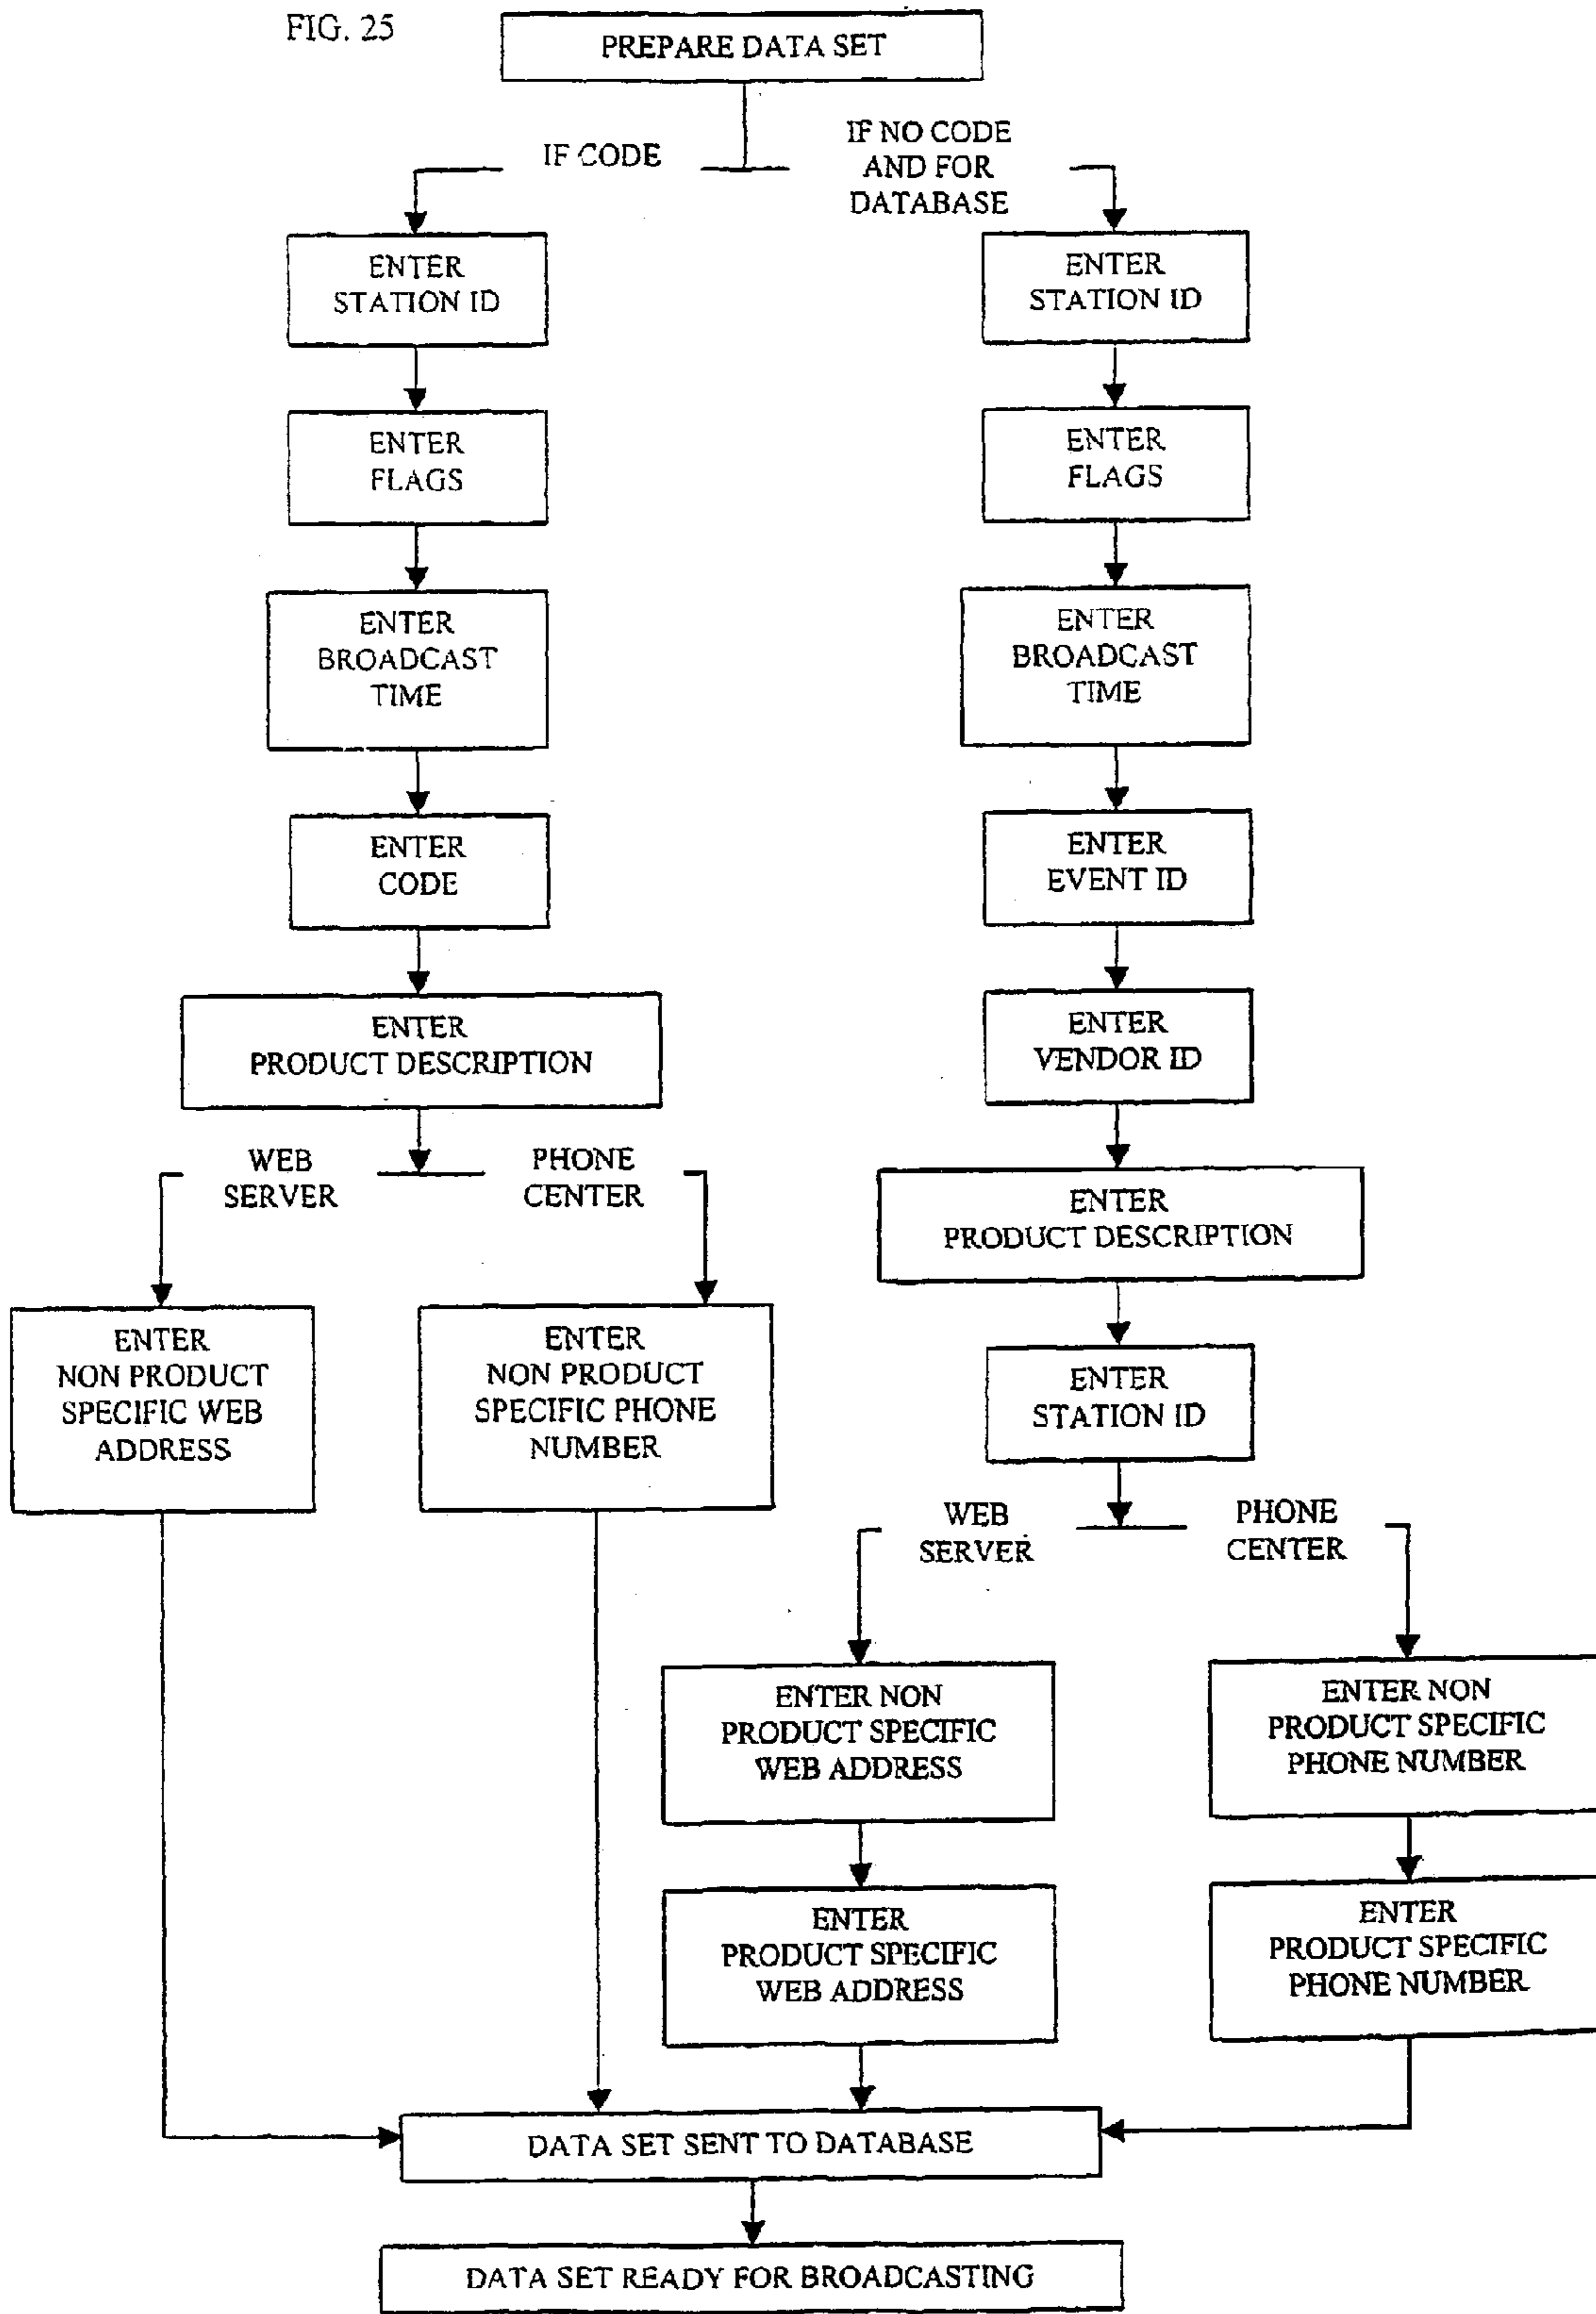 FIG. 25
PREPARE DATA SET
IF CODE
IF NO CODE
AND FOR
DATABASE
ENTER
STATION ID
ENTER
FLAGS
ENTER
BROADCAST
TIME
ENTER
CODE
ENTER
PRODUCT DESCRIPTION
WEB
SERVER
PHONE
CENTER
ENTER
NON PRODUCT
SPECIFIC WEB
ADDRESS
ENTER
NON PRODUCT
SPECIFIC PHONE
NUMBER
ENTER
STATION ID
ENTER
FLAGS
ENTER
BROADCAST
TIME
ENTER
EVENT ID
ENTER
VENDOR ID
ENTER
PRODUCT DESCRIPTION
ENTER
STATION ID
WEB
SERVER
PHONE
CENTER
ENTER NON
PRODUCT SPECIFIC
WEB ADDRESS
ENTER
PRODUCT SPECIFIC
WEB ADDRESS
ENTER NON
PRODUCT SPECIFIC
PHONE NUMBER
ENTER
PRODUCT SPECIFIC
PHONE NUMBER
DATA SET SENT TO DATABASE
DATA SET READY FOR BROADCASTING